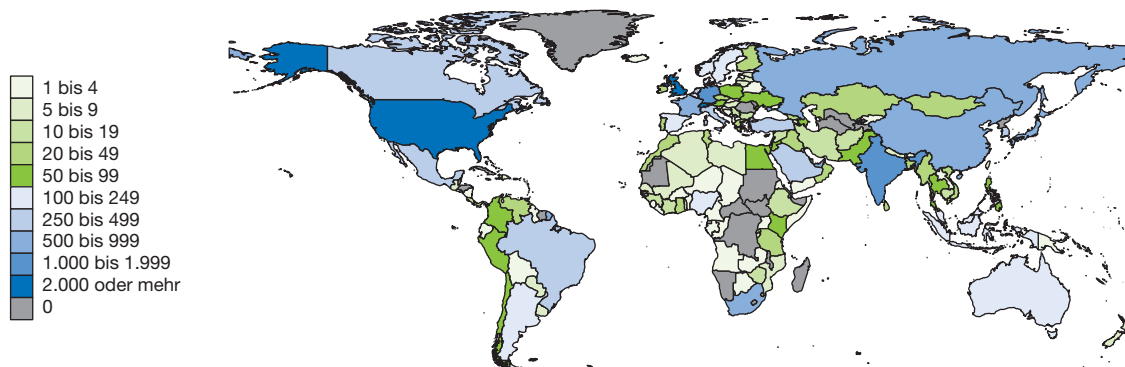 1 bis 4
5 bis 9
10 bis 19
20 bis 49
50 bis 99
100 bis 249
250 bis 499
500 bis 999
1.000 bis 1.999
2.000 oder mehr
0